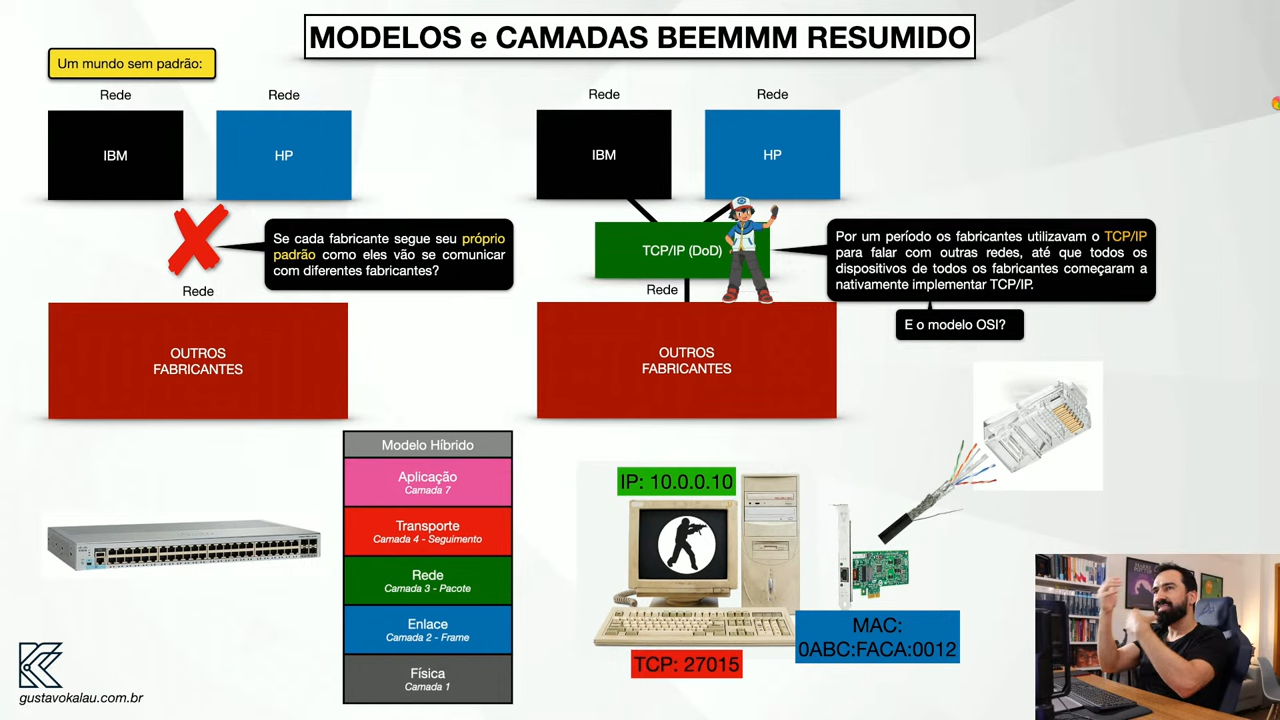 MODELOS e CAMADAS BEEMMM RESUMIDO
Um mundo sem padrão:
Rede
Rede
IBM
HP
Se cada fabricante segue seu próprio
padrão como eles vão se comunicar
com diferentes fabricantes?
Rede
OUTROS
FABRICANTES
Rede
Rede
IBM
HP
TCP/IP (DoD)
Por um período os fabricantes utilizavam o TCP/IP
para falar com outras redes, até que todos os
dispositivos de todos os fabricantes começaram a
nativamente implementar TCP/IP.
E o modelo OSI?
Rede
OUTROS
FABRICANTES
Modelo Híbrido
Aplicação
Camada 7
Transporte
Camada 4 - Seguimento
Rede
Camada 3 - Pacote
Enlace
Camada 2 - Frame
Física
Camada 1
IP: 10.0.0.10
TCP: 27015
MAC:
0ABC:FACA:0012
gustavokalau.com.br